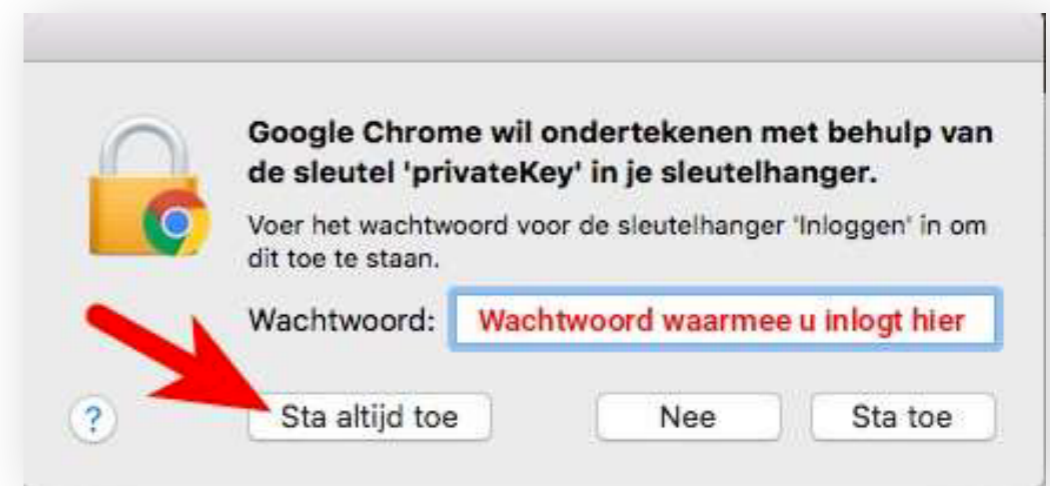 Google Chrome wil ondertekenen met behulp van
de sleutel 'privateKey' in je sleutelhanger.
Voer het wachtwoord voor de sleutelhanger 'Inloggen' in om
dit toe te staan.
Wachtwoord: Wachtwoord waarmee u inlogt hier
? Sta altijd toe Nee Sta toe